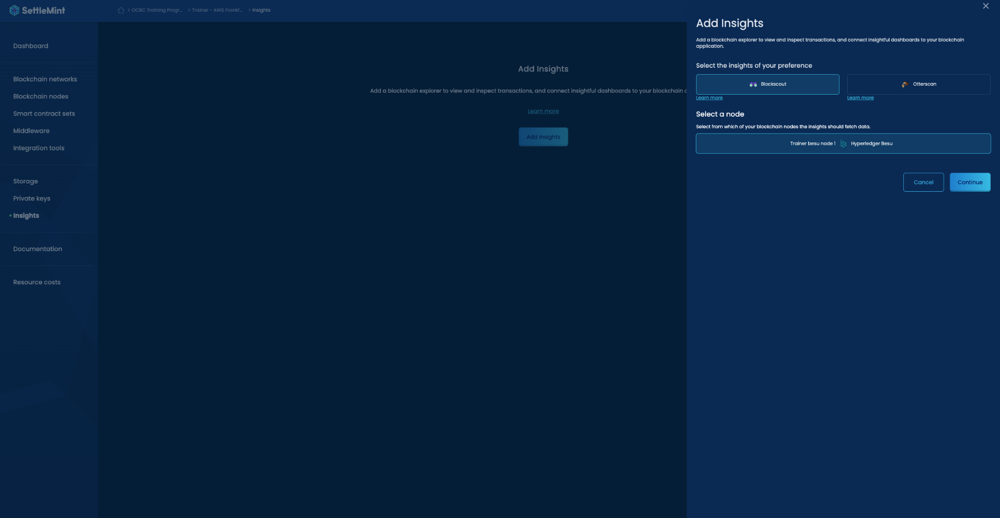 SettleMint
> OCBC Training Progr... > Trainer - AWS Frankf... > Insights
Dashboard
Blockchain networks
Blockchain nodes
Smart contract sets
Middleware
Integration tools
Storage
Private keys
Insights
Documentation
Resource costs
Add Insights
Add a blockchain explorer to view and inspect transactions, and connect insightful dashboards to your blockchain
Learn more
Add Insights
Add Insights
Add a blockchain explorer to view and inspect transactions, and connect insightful dashboards to your blockchain
application.
Select the insights of your preference
Blockscout
Otterscan
Learn more
Learn more
Select a node
Select from which of your blockchain nodes the insights should fetch data.
Trainer besu node 1 Hyperledger Besu
Cancel
Continue